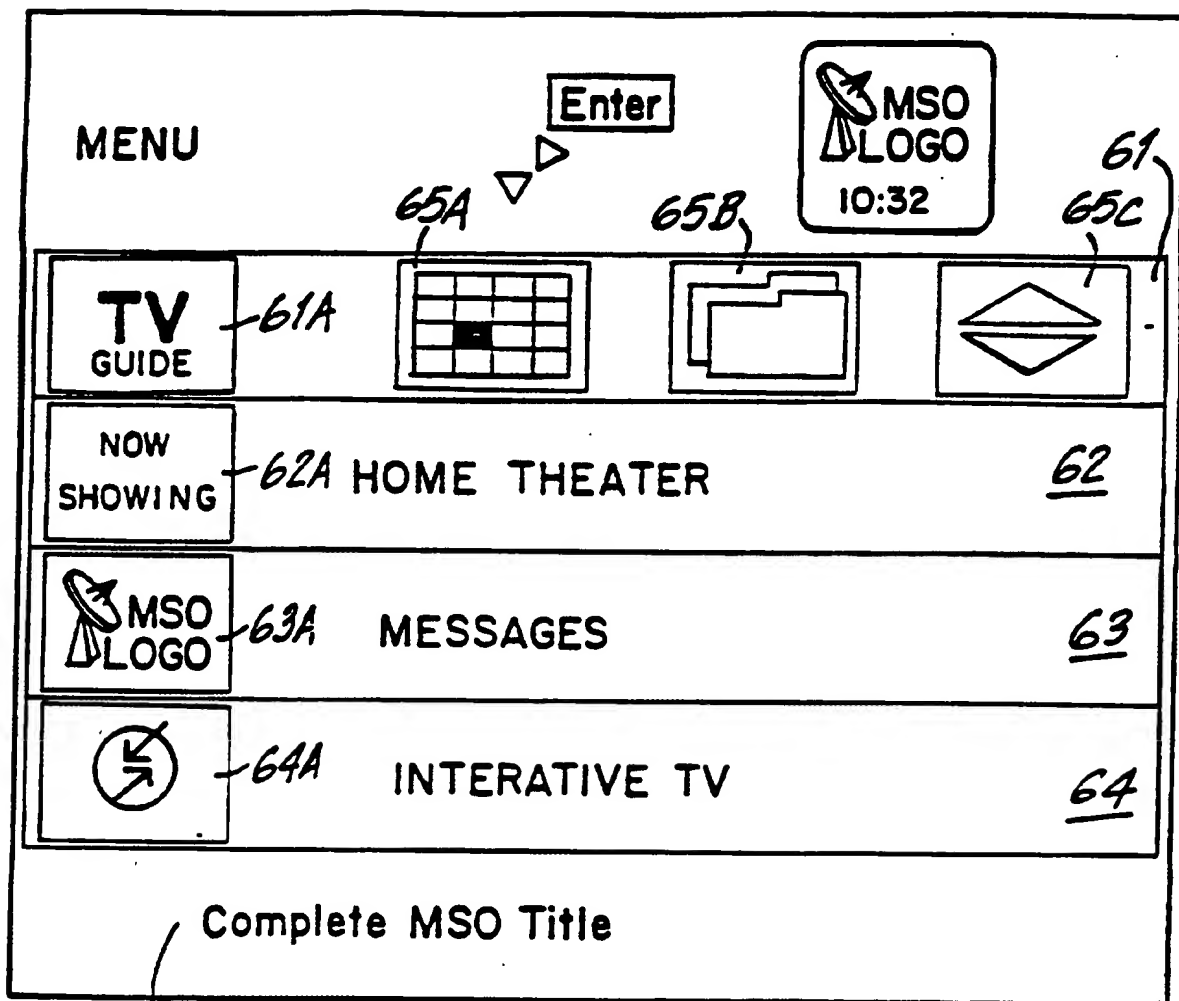 Enter
MSO
LOGO
10:32
MENU
61
65A
65B
65C
TV
GUIDE
61A
NOW
SHOWING
62A
HOME THEATER
62
MSO
LOGO
63A
MESSAGES
63
64A
INTERATIVE TV
64
Complete MSO Title